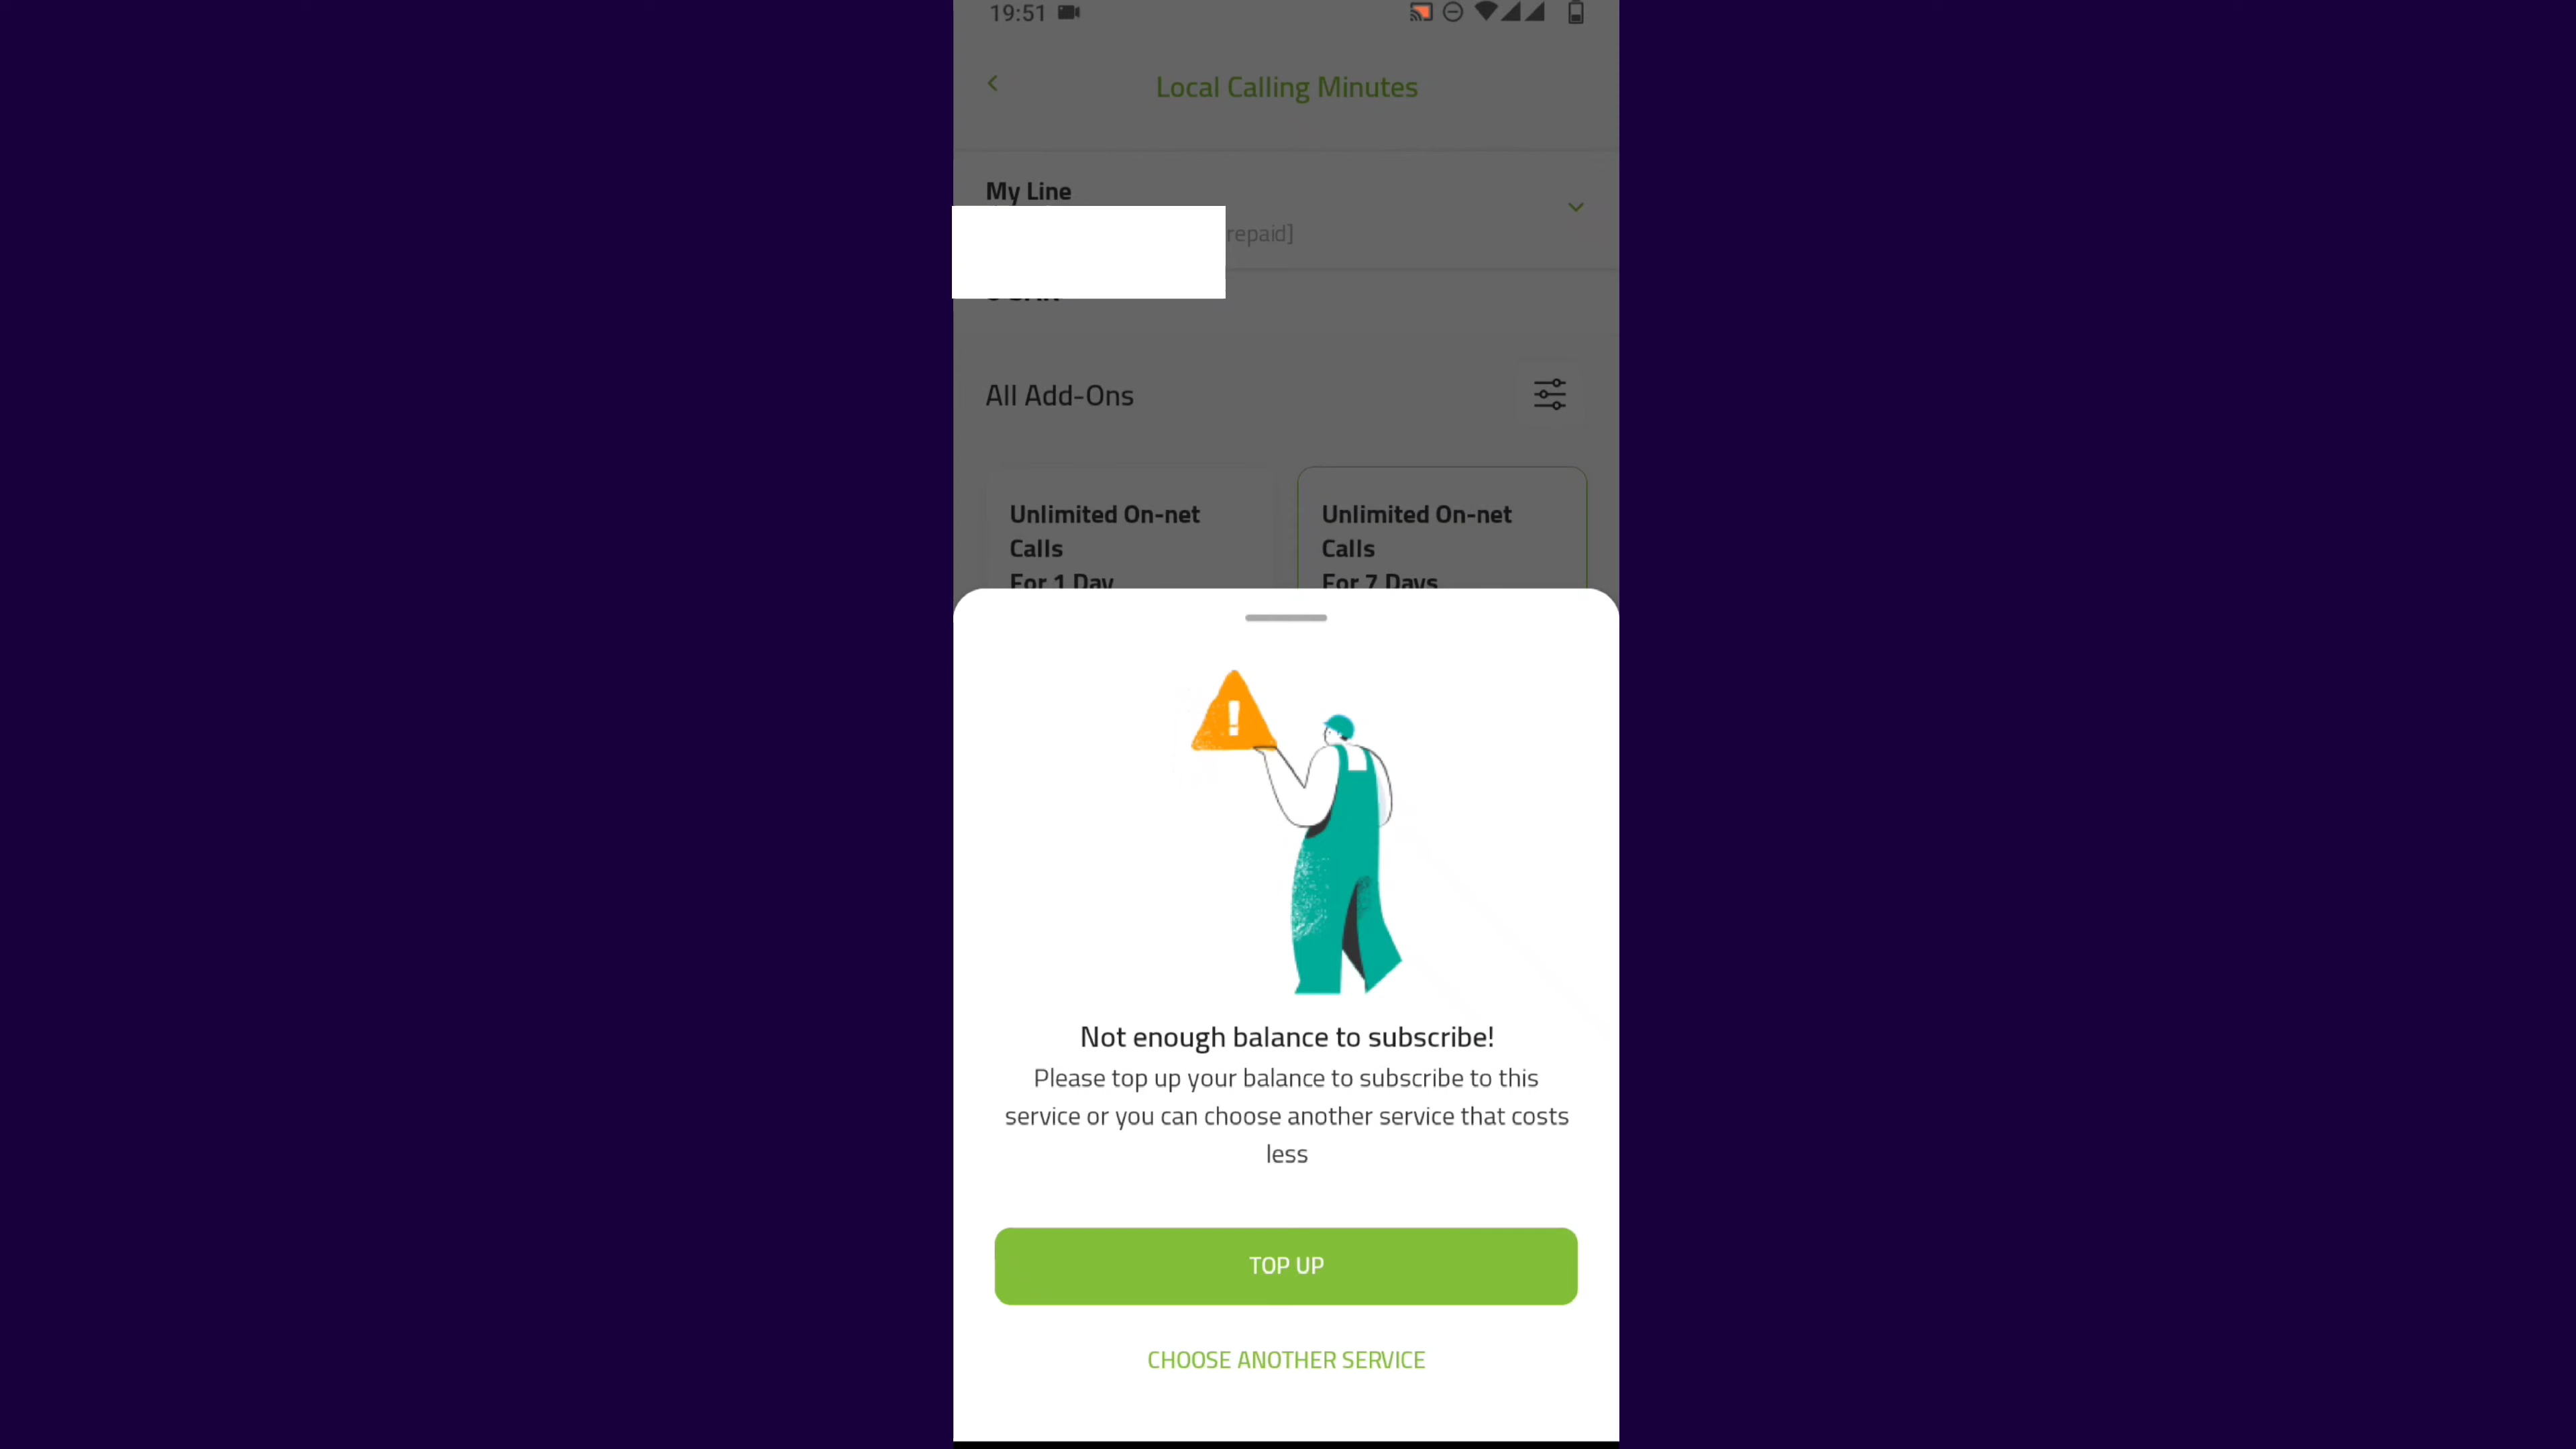 19:51
Local Calling Minutes
My Line
repaid]
All Add-Ons
Unlimited On-net
Calls
For 1 Day
Unlimited On-net
Calls
For 7 Days
Not enough balance to subscribe!
Please top up your balance to subscribe to this
service or you can choose another service that costs
less
TOP UP
CHOOSE ANOTHER SERVICE